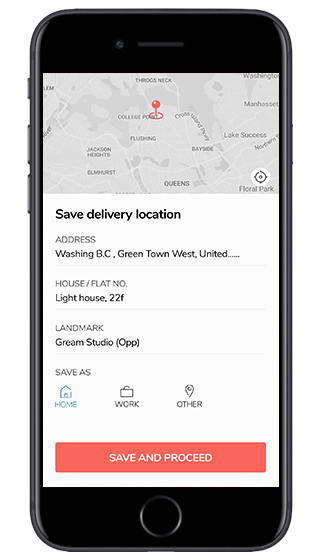 Washington
THROGS NECK
LEM
Manhasset
COLLEGE POINT
Cross Island Pkwy
FLUSHING
Lake Success
JACKSON
HEIGHTS
BAYSIDE
Northern
ELMHURST
QUEENS
Floral Park
Save delivery location
ADDRESS
Washing B.C , Green Town West, United......
HOUSE / FLAT NO.
Light house, 22f
LANDMARK
Gream Studio (Opp)
SAVE AS
HOME WORK OTHER
SAVE AND PROCEED